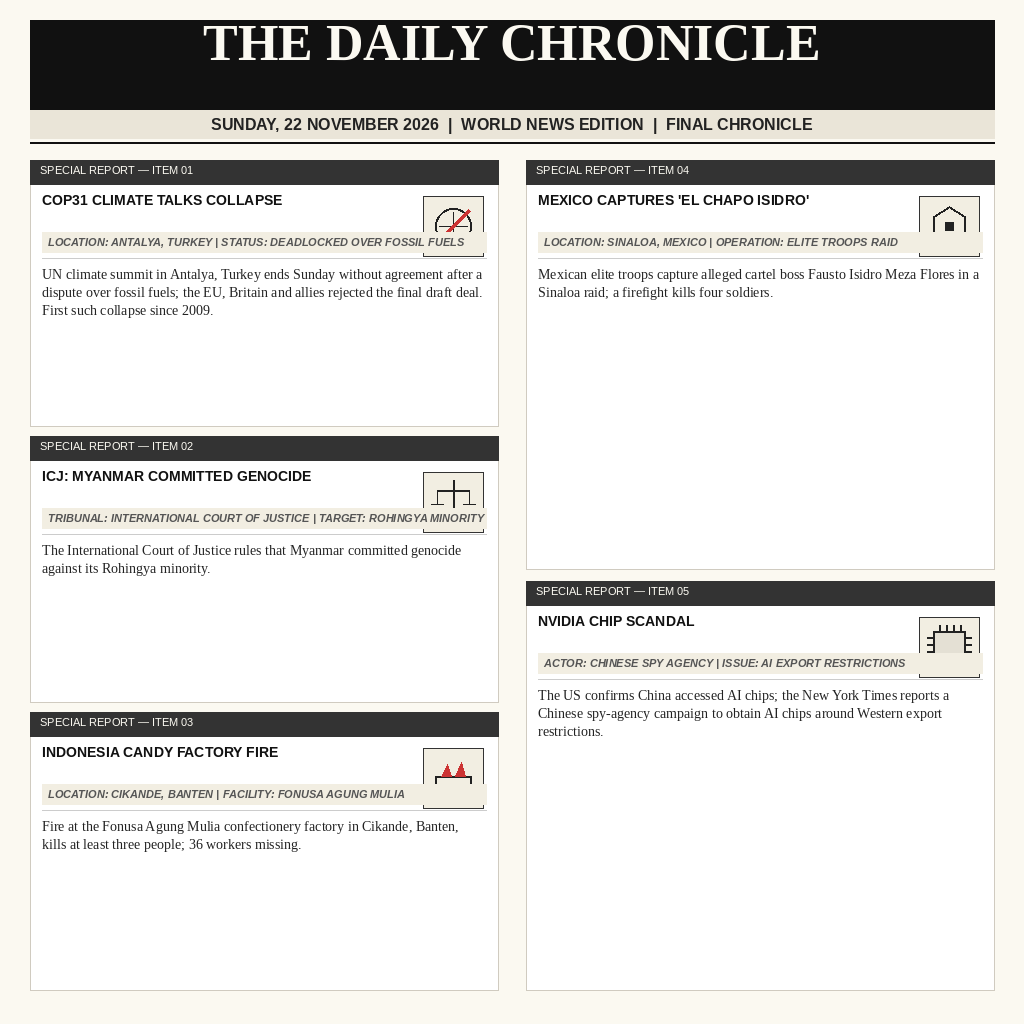 THE DAILY CHRONICLE
SUNDAY, 22 NOVEMBER 2026 | WORLD NEWS EDITION | FINAL CHRONICLE
SPECIAL REPORT — ITEM 01
COP31 CLIMATE TALKS COLLAPSE
LOCATION: ANTALYA, TURKEY | STATUS: DEADLOCKED OVER FOSSIL FUELS
UN climate summit in Antalya, Turkey ends Sunday without agreement after a
dispute over fossil fuels; the EU, Britain and allies rejected the final draft deal.
First such collapse since 2009.
SPECIAL REPORT — ITEM 02
ICJ: MYANMAR COMMITTED GENOCIDE
TRIBUNAL: INTERNATIONAL COURT OF JUSTICE | TARGET: ROHINGYA MINORITY
The International Court of Justice rules that Myanmar committed genocide
against its Rohingya minority.
SPECIAL REPORT — ITEM 03
INDONESIA CANDY FACTORY FIRE
LOCATION: CIKANDE, BANTEN | FACILITY: FONUSA AGUNG MULIA
Fire at the Fonusa Agung Mulia confectionery factory in Cikande, Banten,
kills at least three people; 36 workers missing.
SPECIAL REPORT — ITEM 04
MEXICO CAPTURES 'EL CHAPO ISIDRO'
LOCATION: SINALOA, MEXICO | OPERATION: ELITE TROOPS RAID
Mexican elite troops capture alleged cartel boss Fausto Isidro Meza Flores in a
Sinaloa raid; a firefight kills four soldiers.
SPECIAL REPORT — ITEM 05
NVIDIA CHIP SCANDAL
ACTOR: CHINESE SPY AGENCY | ISSUE: AI EXPORT RESTRICTIONS
The US confirms China accessed AI chips; the New York Times reports a
Chinese spy-agency campaign to obtain AI chips around Western export
restrictions.